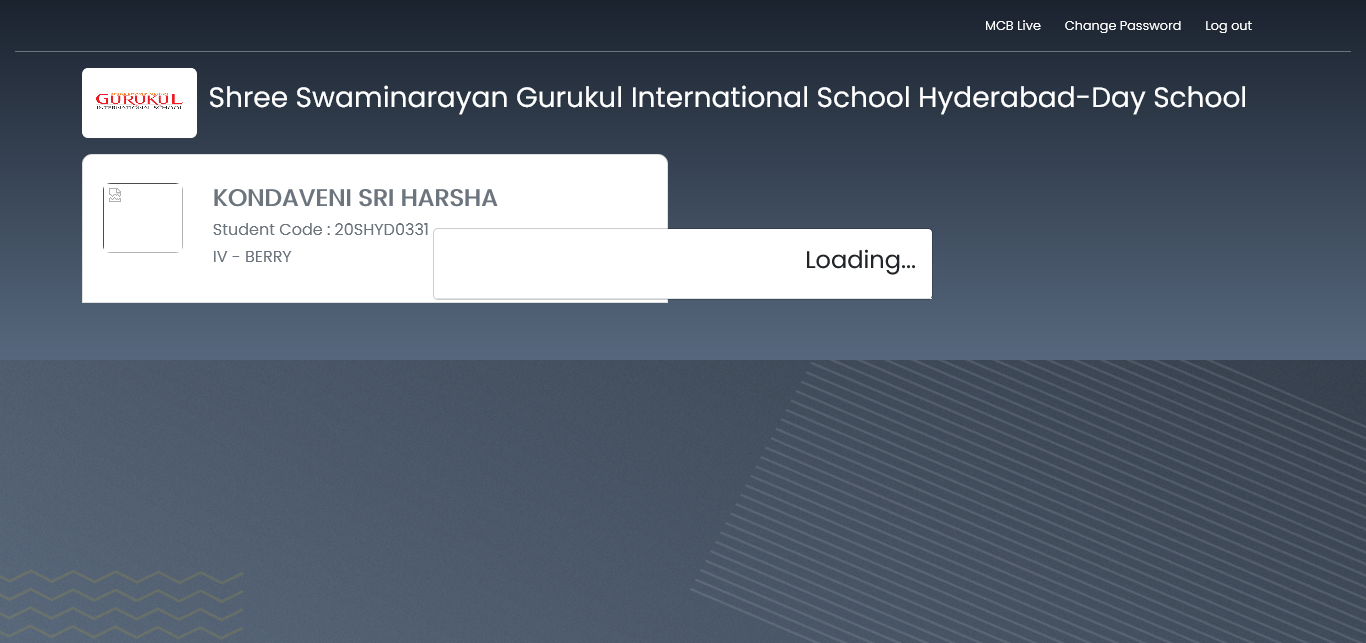 MCB Live Change Password Log out
GURUKUL
INTERNATIONAL SCHOOL
Shree Swaminarayan Gurukul International School Hyderabad-Day School
KONDAVENI SRI HARSHA
Student Code : 20SHYD0331
IV - BERRY
Loading...